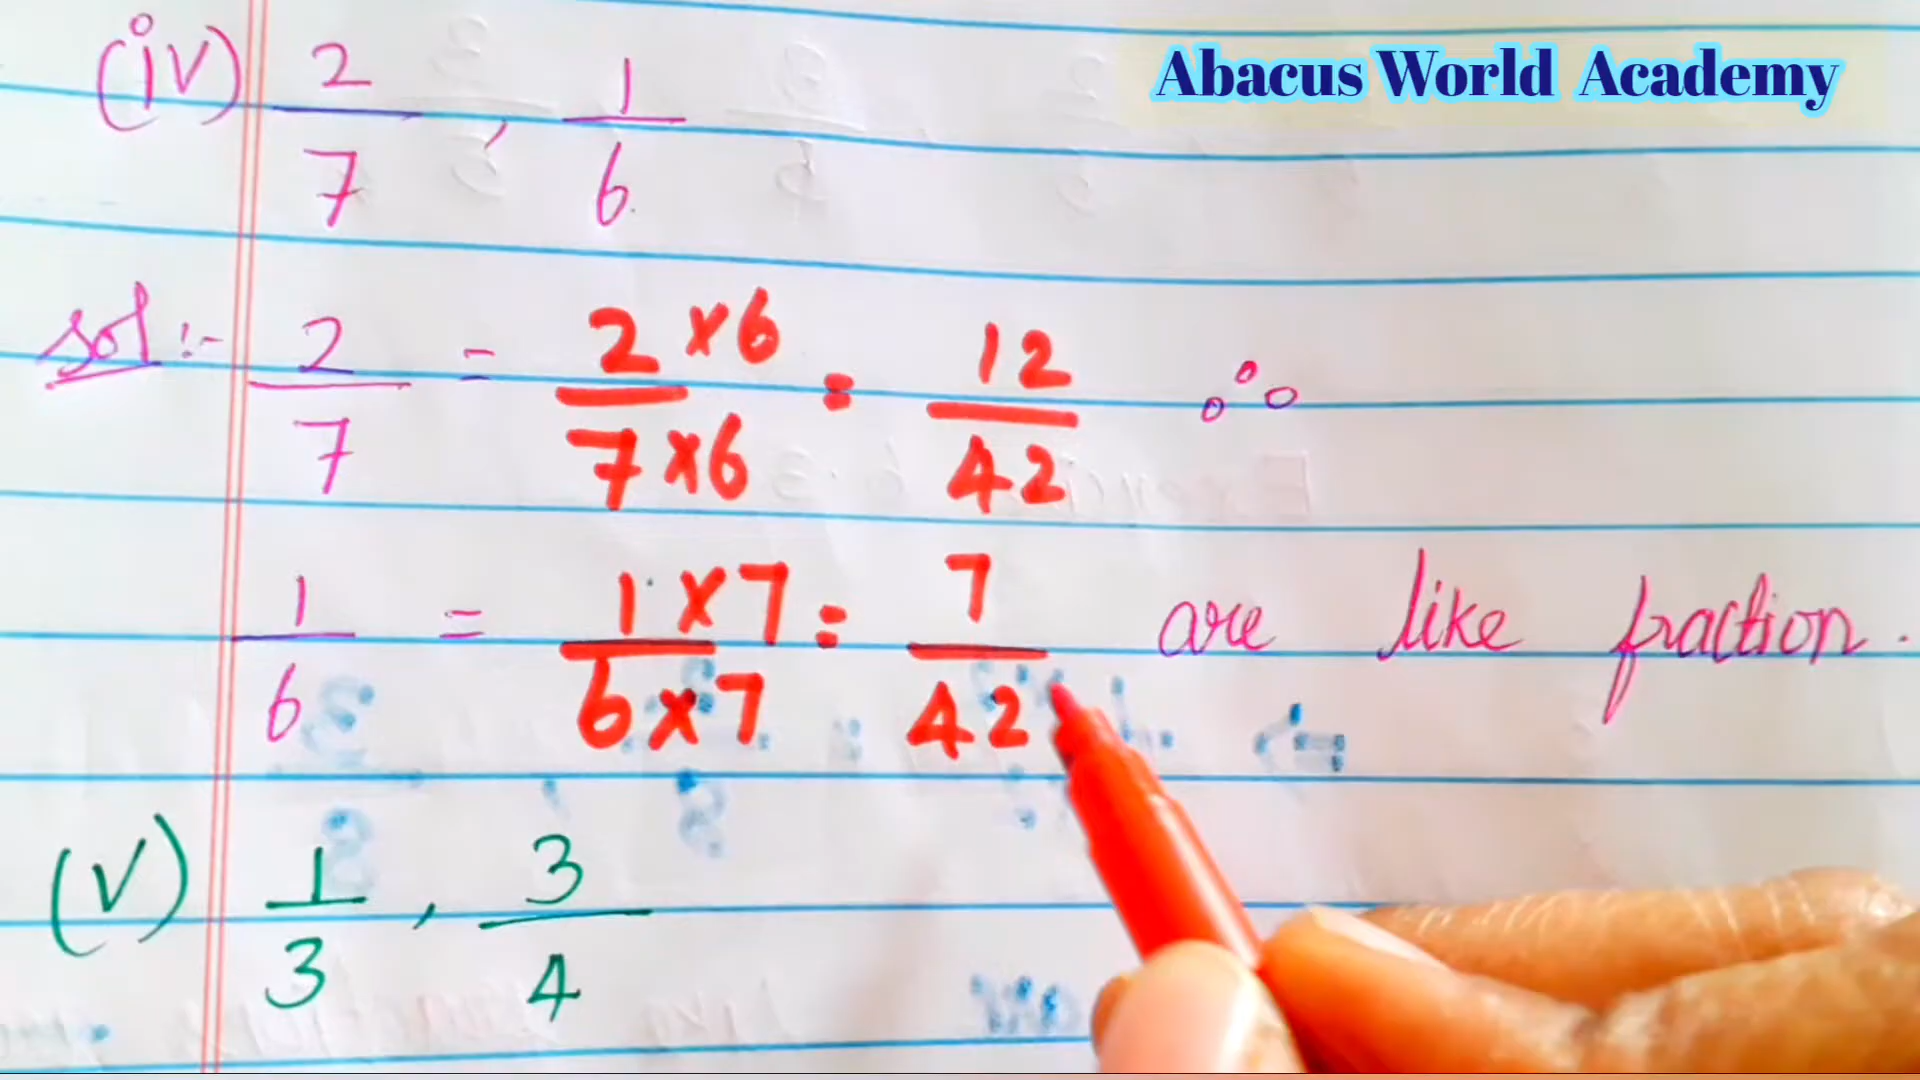 Abacus World Academy
(iv) 2/7 , 1/6
sol:- 2/7 = 2×6/7×6 = 12/42 ∴
1/6 = 1×7/6×7 = 7/42 are like fraction.
(V) 1/3 , 3/4